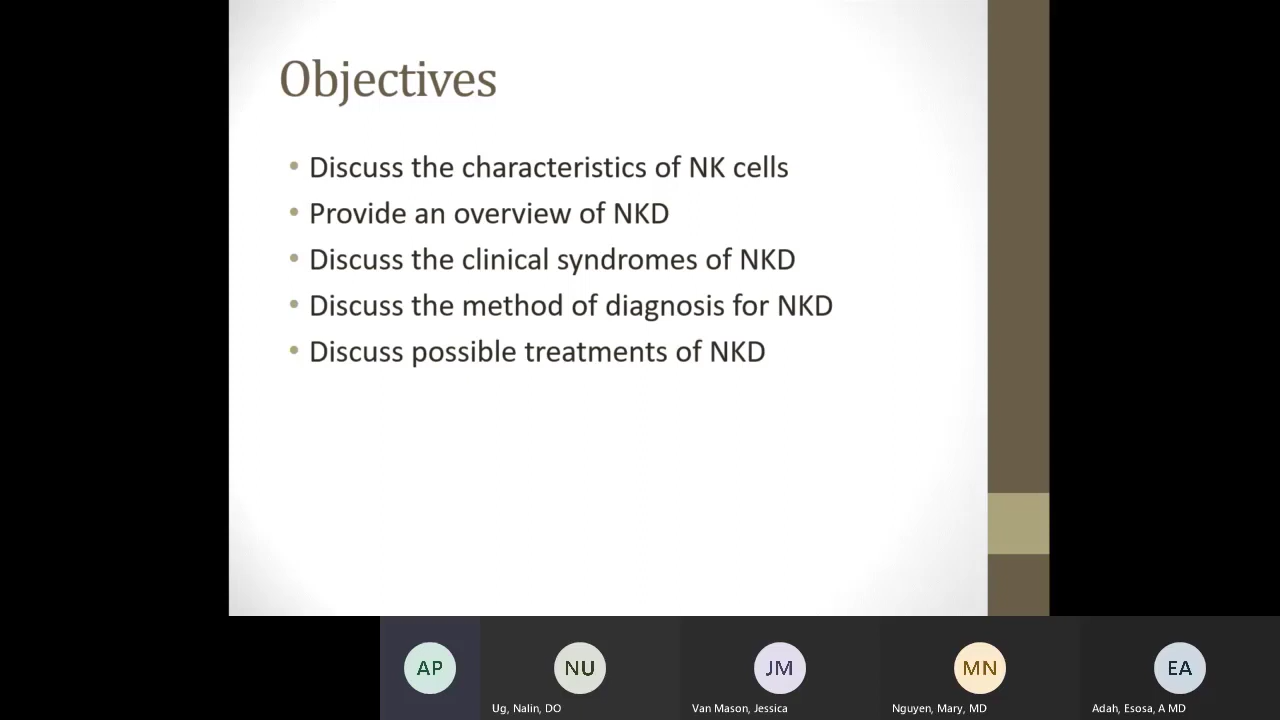 Objectives
• Discuss the characteristics of NK cells
• Provide an overview of NKD
• Discuss the clinical syndromes of NKD
• Discuss the method of diagnosis for NKD
• Discuss possible treatments of NKD
AP
NU
JM
MN
EA
Ug, Nalin, DO
Van Mason, Jessica
Nguyen, Mary, MD
Adah, Esosa, A MD